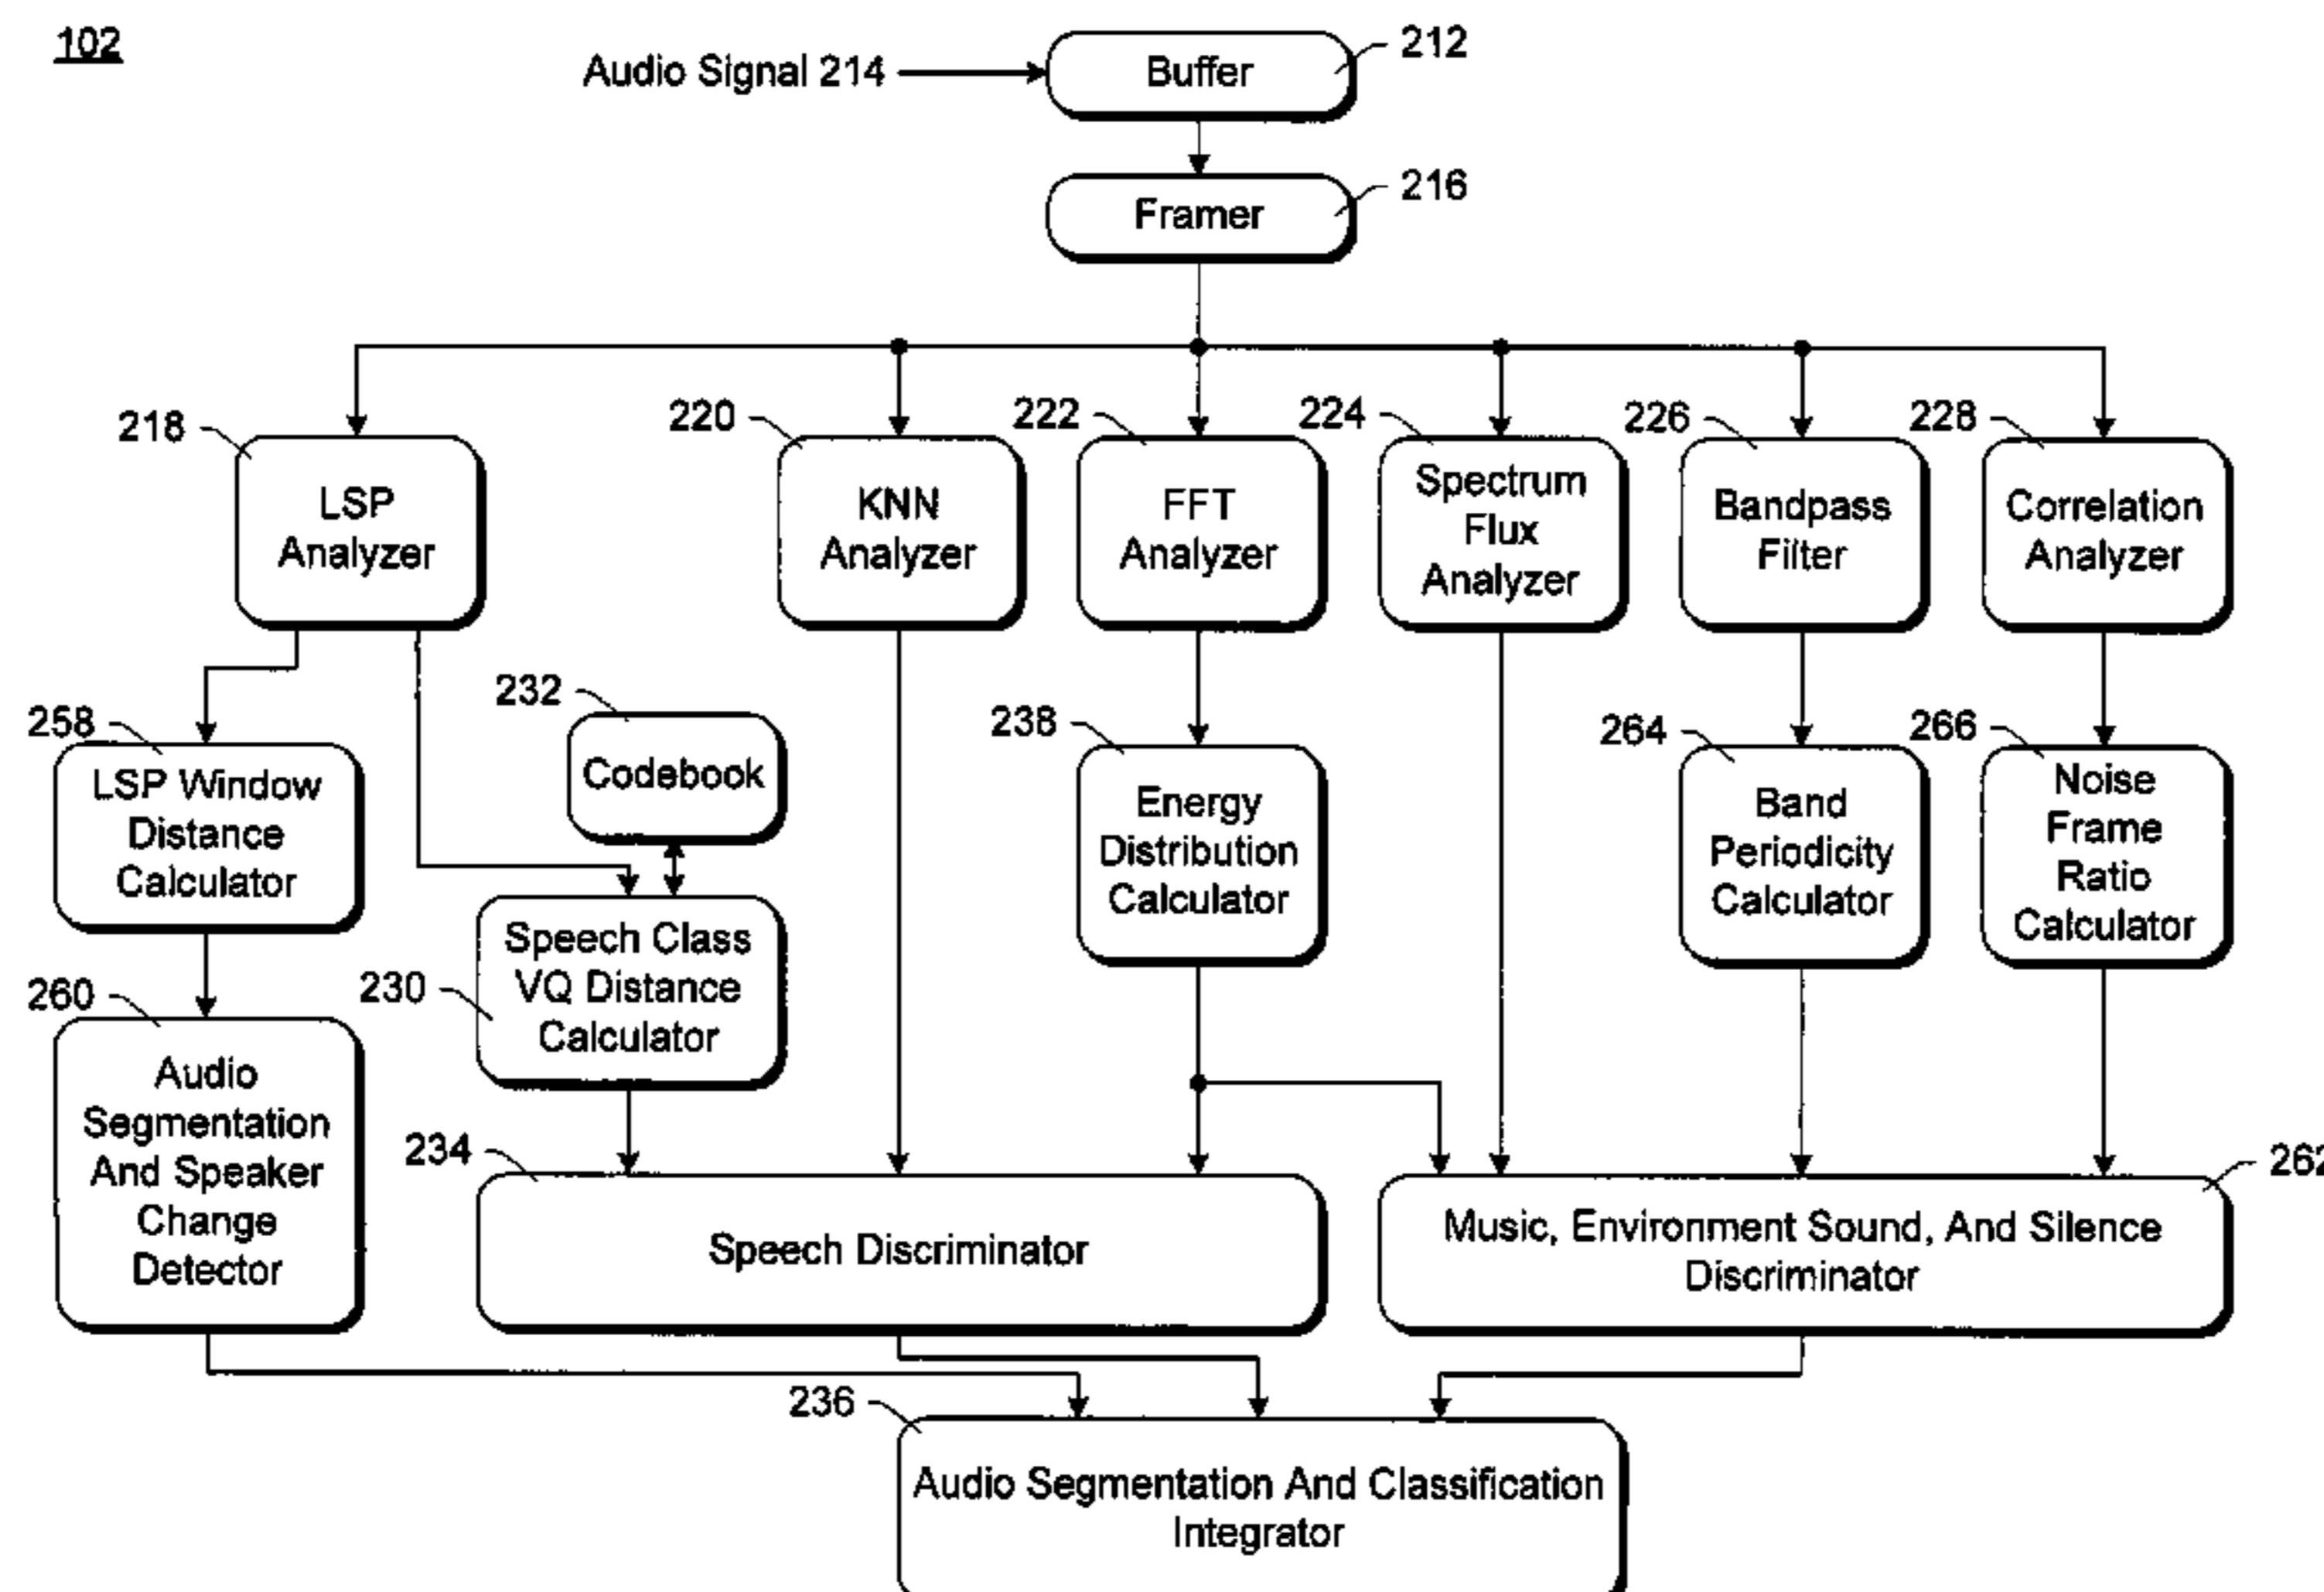 102
Audio Signal 214
Buffer
212
Framer
216
218
220
222
224
226
228
LSP
Analyzer
KNN
Analyzer
FFT
Analyzer
Spectrum
Flux
Analyzer
Bandpass
Filter
Correlation
Analyzer
258
232
238
264
266
LSP Window
Distance
Calculator
Codebook
Energy
Distribution
Calculator
Band
Periodicity
Calculator
Noise
Frame
Ratio
Calculator
260
230
Speech Class
VQ Distance
Calculator
Audio
Segmentation
And Speaker
Change
Detector
234
262
Speech Discriminator
Music, Environment Sound, And Silence
Discriminator
236
Audio Segmentation And Classification
Integrator